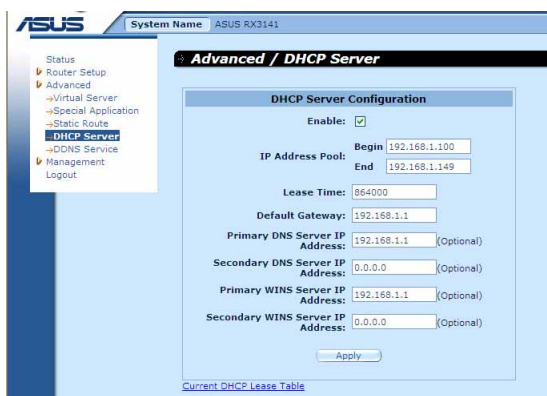 ASUS
System Name ASUS RX3141
Status
Router Setup
Advanced
→Virtual Server
→Special Application
→Static Route
→DHCP Server
→DDNS Service
Management
Logout
Advanced / DHCP Server
DHCP Server Configuration
Enable:
IP Address Pool:
Begin 192.168.1.100
End 192.168.1.149
Lease Time: 864000
Default Gateway: 192.168.1.1
Primary DNS Server IP
Address: 192.168.1.1 (Optional)
Secondary DNS Server IP
Address: 0.0.0.0 (Optional)
Primary WINS Server IP
Address: 192.168.1.1 (Optional)
Secondary WINS Server IP
Address: 0.0.0.0 (Optional)
Apply
Current DHCP Lease Table